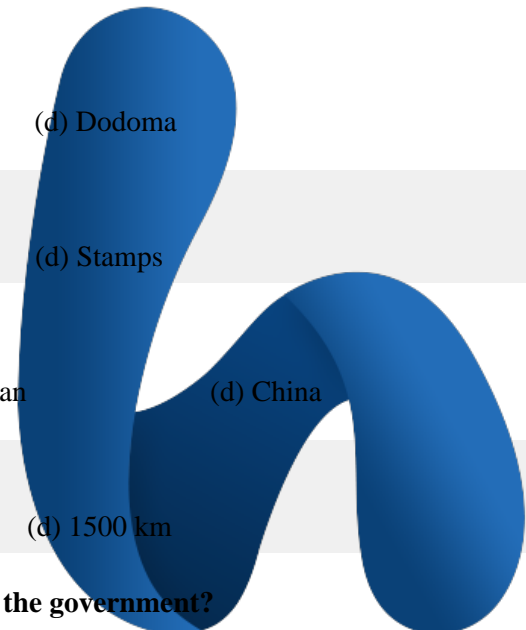 (d) Dodoma
(d) Stamps
an (d) China
(d) 1500 km
the government?